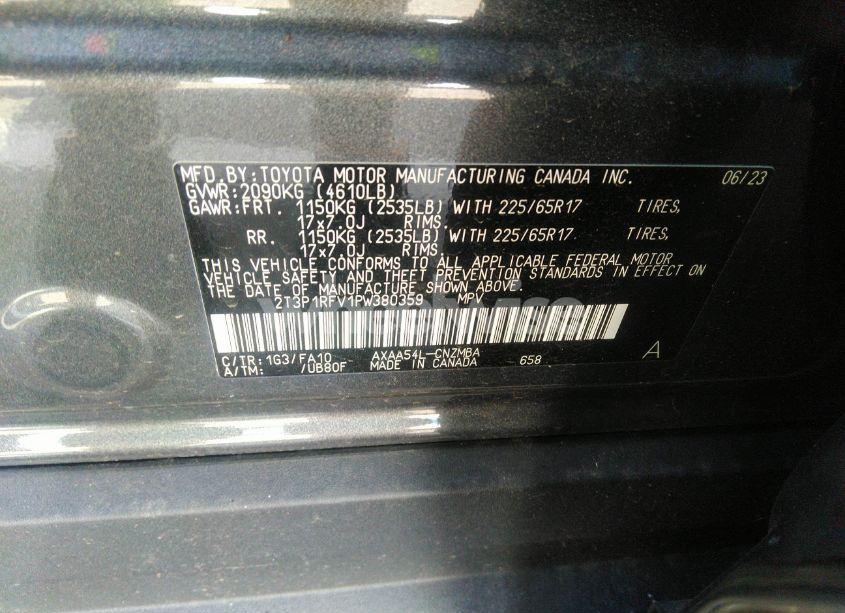 MFD.BY:TOYOTA MOTOR MANUFACTURING CANADA INC. 06/23
GVWR:2090KG (4610LB)
GAWR:FRT. 1150KG (2535LB) WITH 225/65R17 TIRES,
17x7.0J RIMS.
RR. 1150KG (2535LB) WITH 225/65R17 TIRES,
17x7.0J RIMS.
THIS VEHICLE CONFORMS TO ALL APPLICABLE FEDERAL MOTOR
VEHICLE SAFETY AND THEFT PREVENTION STANDARDS IN EFFECT ON
THE DATE OF MANUFACTURE SHOWN ABOVE.
2T3P1RFV1PW380359 MPV
C/TR:1G3/FA10 AXAA54L-CNZMBA 658 A
A/TM: /UB80F MADE IN CANADA